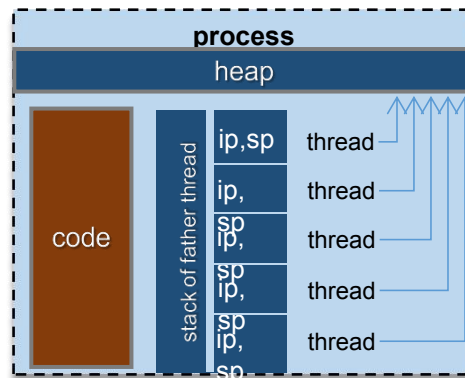 process
heap
code
stack of father thread
ip,sp
thread
ip,
sp
thread
ip,
sp
thread
ip,
sp
thread
ip,
sp
thread